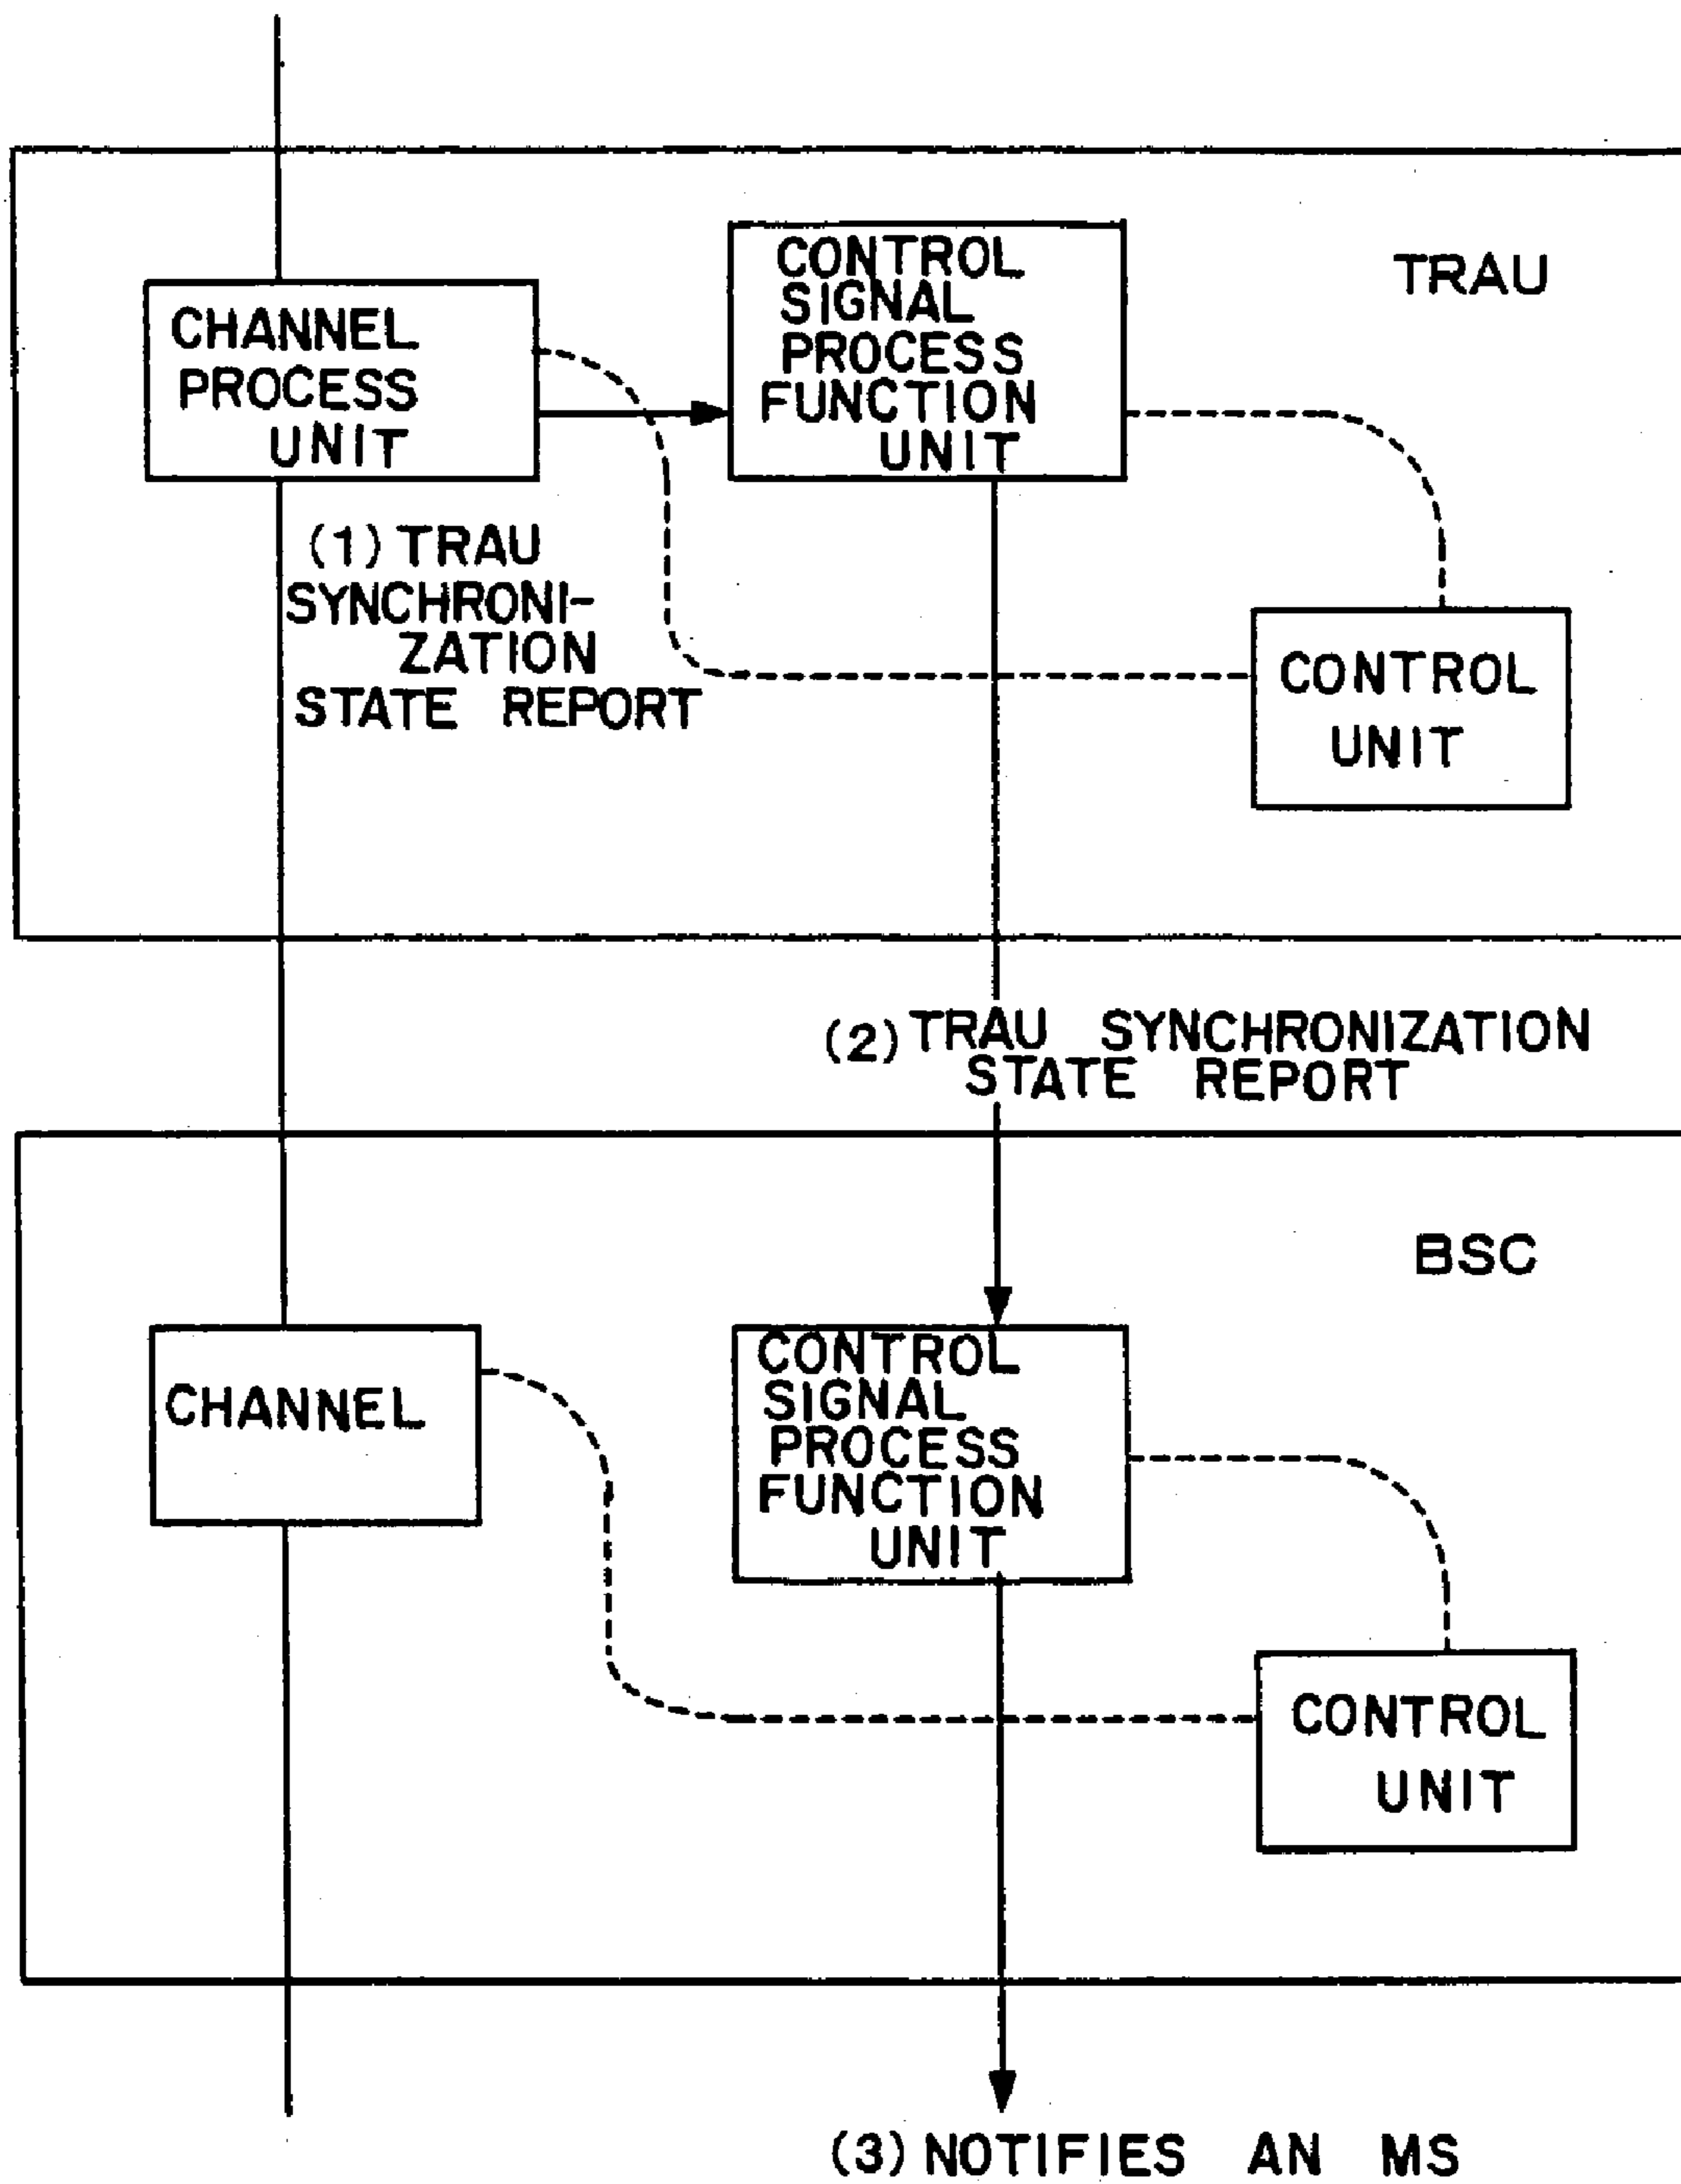 TRAU
CHANNEL
PROCESS
UNIT
CONTROL
SIGNAL
PROCESS
FUNCTION
UNIT
(1) TRAU
SYNCHRONI-
ZATION
STATE REPORT
CONTROL
UNIT
(2) TRAU SYNCHRONIZATION
STATE REPORT
BSC
CHANNEL
CONTROL
SIGNAL
PROCESS
FUNCTION
UNIT
CONTROL
UNIT
(3) NOTIFIES AN MS